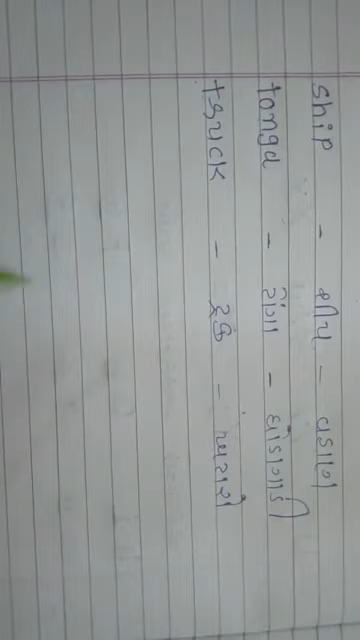 ship - શીપ - વહાણ
tonga - ટાંગા - ઘોડાગાડી
truck - ટ્રક - ખટારો